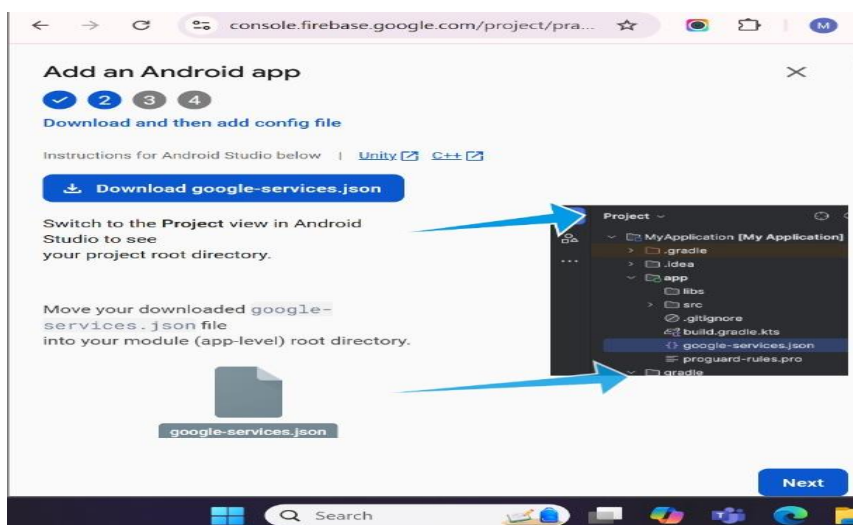 console.firebase.google.com/project/pra...
M
Add an Android app
2 3 4
Download and then add config file
Instructions for Android Studio below | Unity C++
Download google-services.json
Switch to the Project view in Android
Studio to see
your project root directory.
Move your downloaded google-
services.json file
into your module (app-level) root directory.
google-services.json
Project
MyApplication [My Application]
.gradle
.idea
app
libs
src
.gitignore
build.gradle.kts
{} google-services.json
proguard-rules.pro
gradle
Next
Search